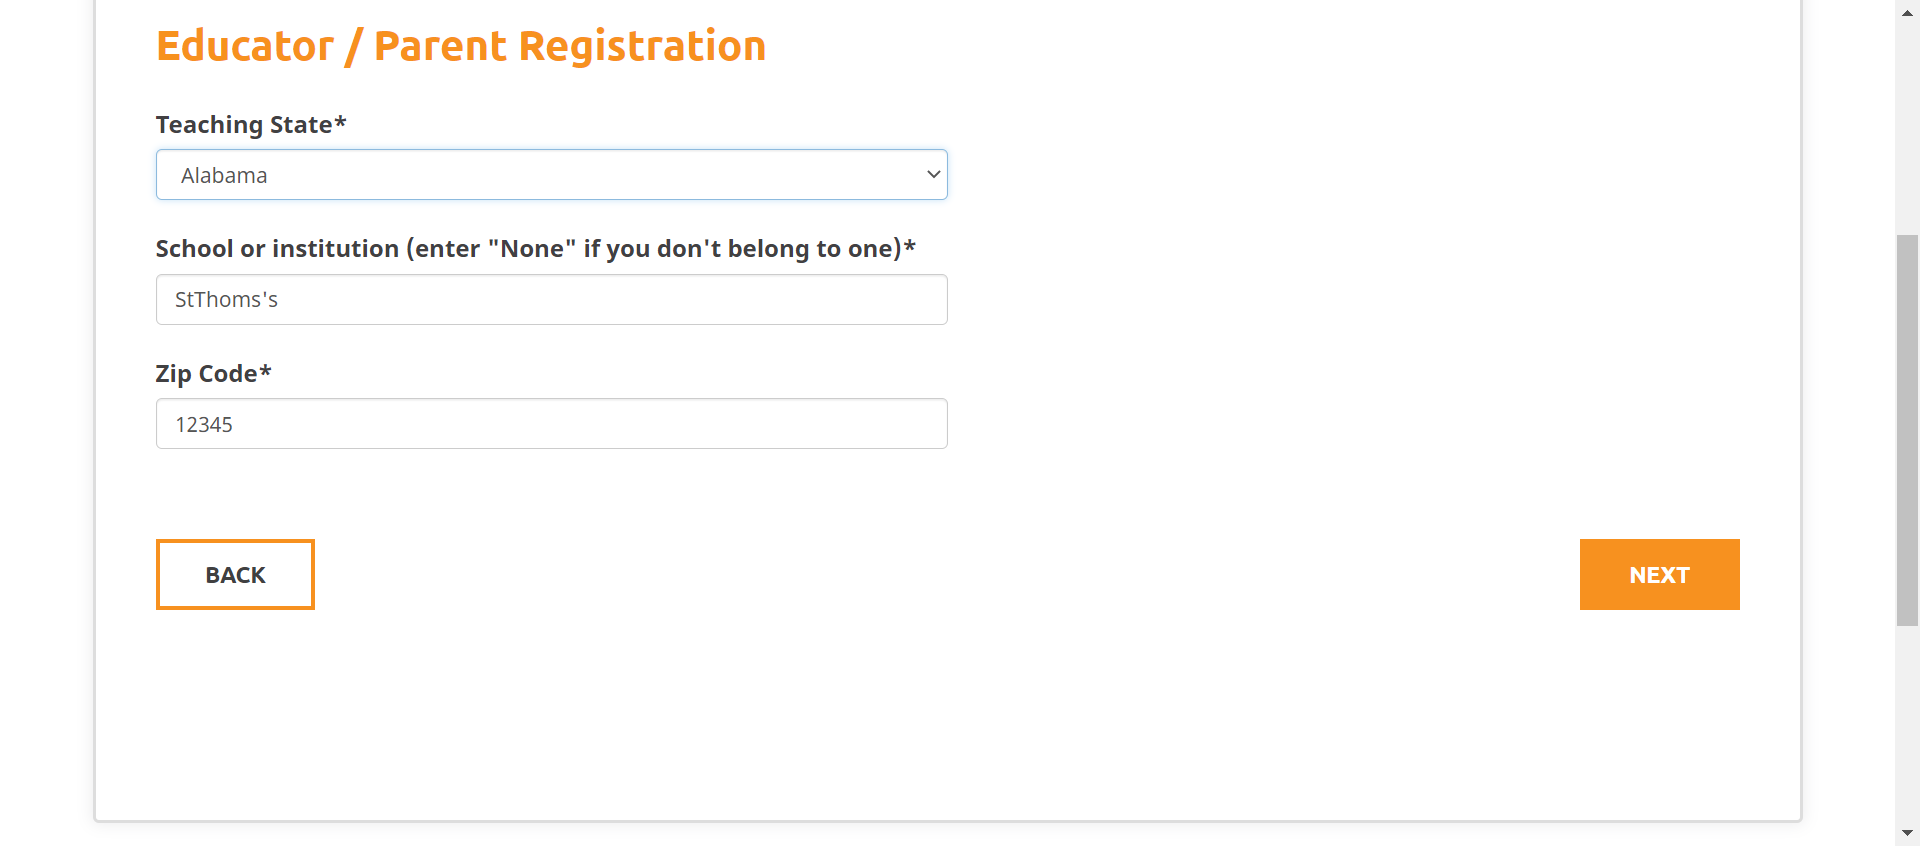 Educator / Parent Registration
Teaching State*
Alabama
School or institution (enter "None" if you don't belong to one)*
StThoms's
Zip Code*
12345
BACK
NEXT